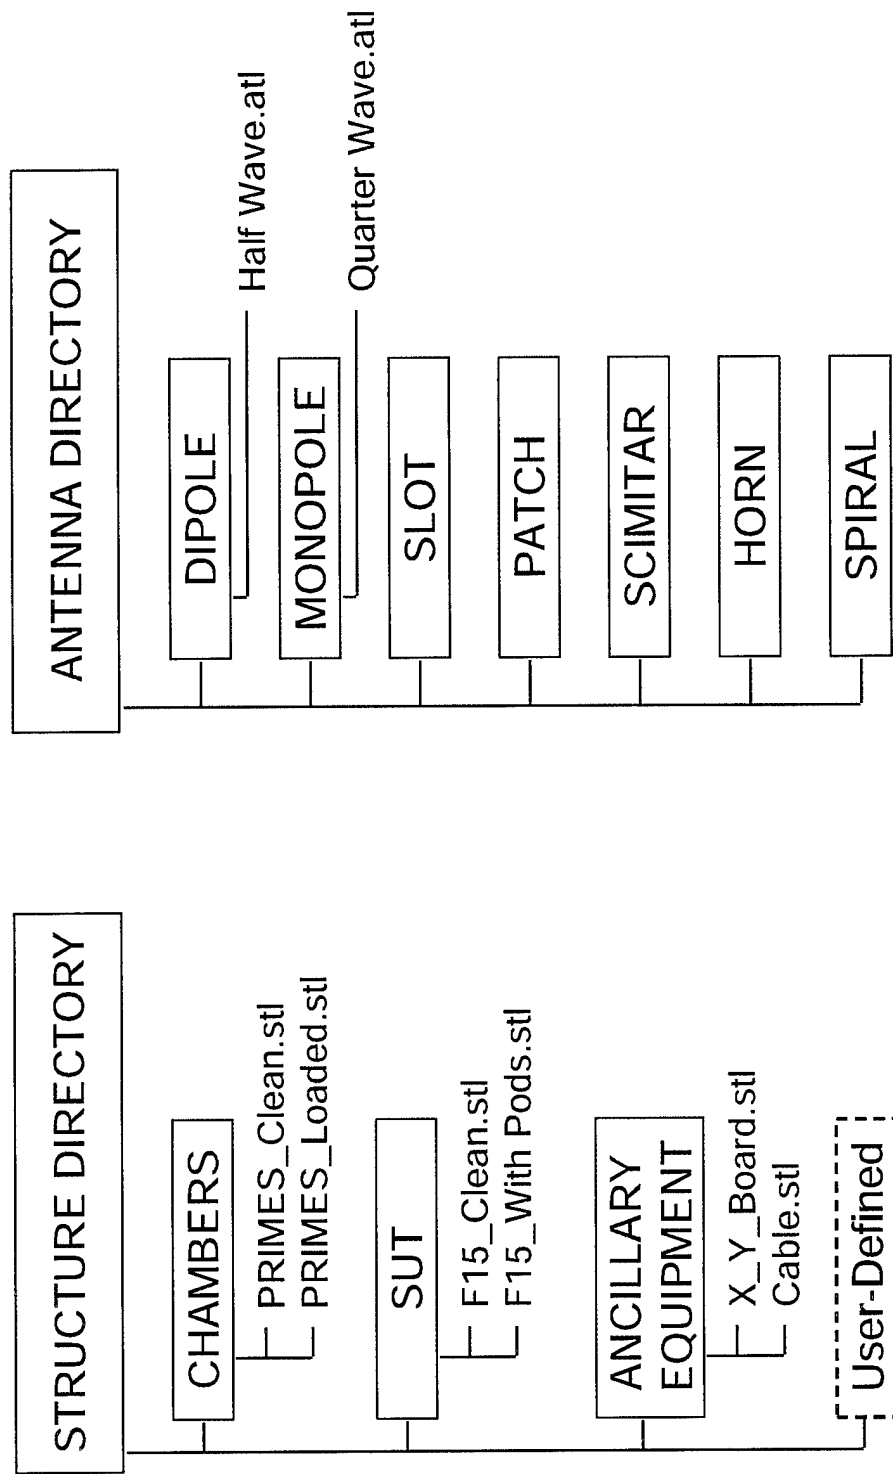 STRUCTURE DIRECTORY
CHAMBERS
PRIMES_Clean.stl
PRIMES_Loaded.stl
SUT
F15_Clean.stl
F15_With Pods.stl
ANCILLARY
EQUIPMENT
X_Y_Board.stl
Cable.stl
User-Defined
ANTENNA DIRECTORY
DIPOLE
Half Wave.atl
MONOPOLE
Quarter Wave.atl
SLOT
PATCH
SCIMITAR
HORN
SPIRAL